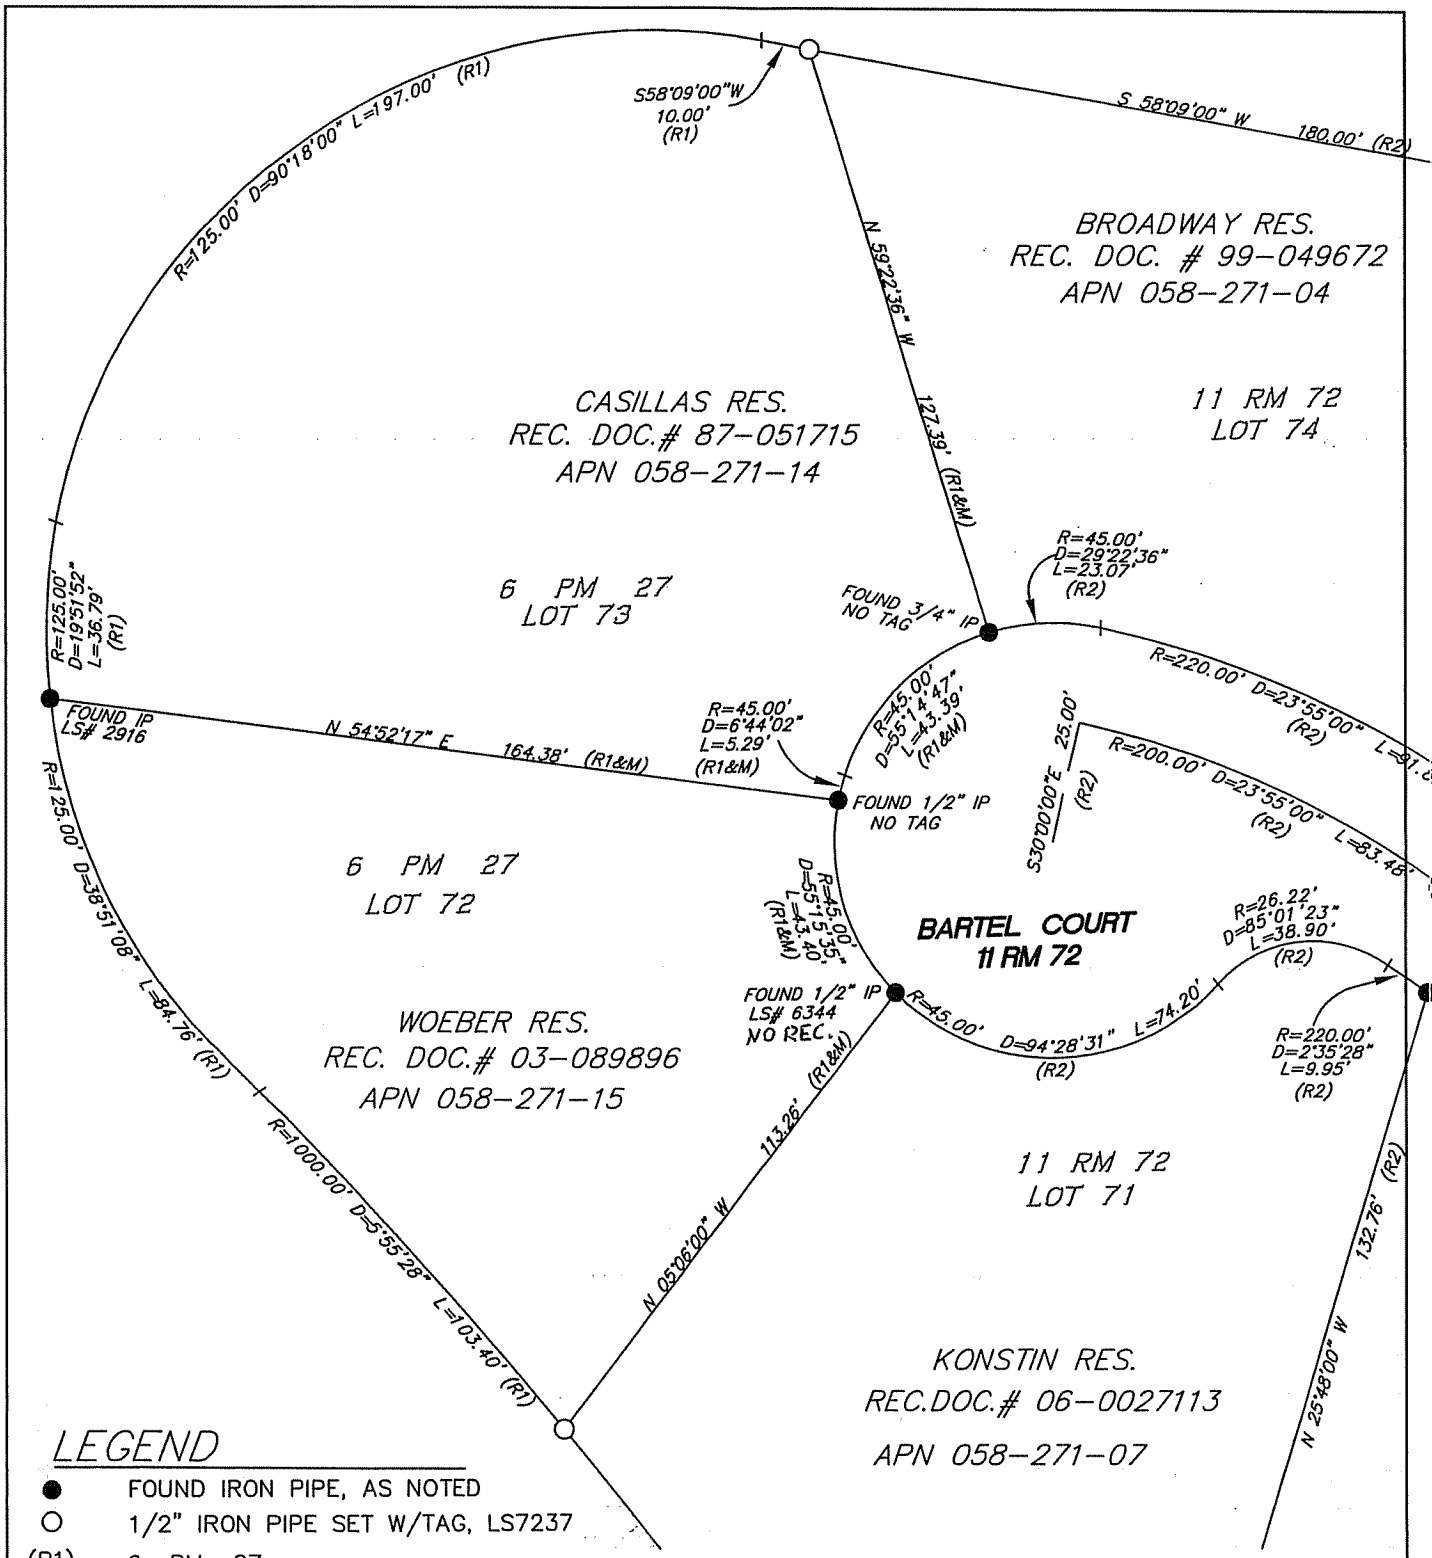 R=125.00' D=90°18'00" L=197.00' (R1)
S58°09'00"W
10.00'
(R1)
S 58°09'00" W 180.00' (R2)
N 59°22'36" W 127.39' (R1&M)
BROADWAY RES.
REC. DOC. # 99-049672
APN 058-271-04
11 RM 72
LOT 74
CASILLAS RES.
REC. DOC.# 87-051715
APN 058-271-14
6 PM 27
LOT 73
R=125.00'
D=19°51'52"
L=36.79'
(R1)
FOUND IP
LS# 2916
N 54°52'17" E 164.38' (R1&M)
FOUND 3/4" IP
NO TAG
R=45.00'
D=29°22'36"
L=23.07'
(R2)
R=45.00'
D=55°14'47"
L=43.39'
(R1&M)
R=45.00'
D=6°44'02"
L=5.29'
(R1&M)
FOUND 1/2" IP
NO TAG
R=220.00' D=23°55'00" L=91.8
(R2)
S30°00'00"E 25.00'
(R2)
R=200.00' D=23°55'00" L=83.48'
(R2)
R=125.00' D=38°51'08" L=84.76' (R1)
6 PM 27
LOT 72
R=45.00'
D=55°15'35"
L=43.40'
(R1&M)
BARTEL COURT
11 RM 72
R=26.22'
D=85°01'23"
L=38.90'
(R2)
FOUND 1/2" IP
LS# 6344
NO REC.
R=45.00' D=94°28'31" L=74.20'
(R2)
R=220.00'
D=2°35'28"
L=9.95'
(R2)
WOEBER RES.
REC. DOC.# 03-089896
APN 058-271-15
N 05°06'00" W 113.26' (R1&M)
R=1000.00' D=5°55'28" L=103.40' (R1)
11 RM 72
LOT 71
N 25°48'00" W 132.76' (R2)
KONSTIN RES.
REC.DOC.# 06-0027113
APN 058-271-07
LEGEND
FOUND IRON PIPE, AS NOTED
1/2" IRON PIPE SET W/TAG, LS7237
(R1) 6 PM 27